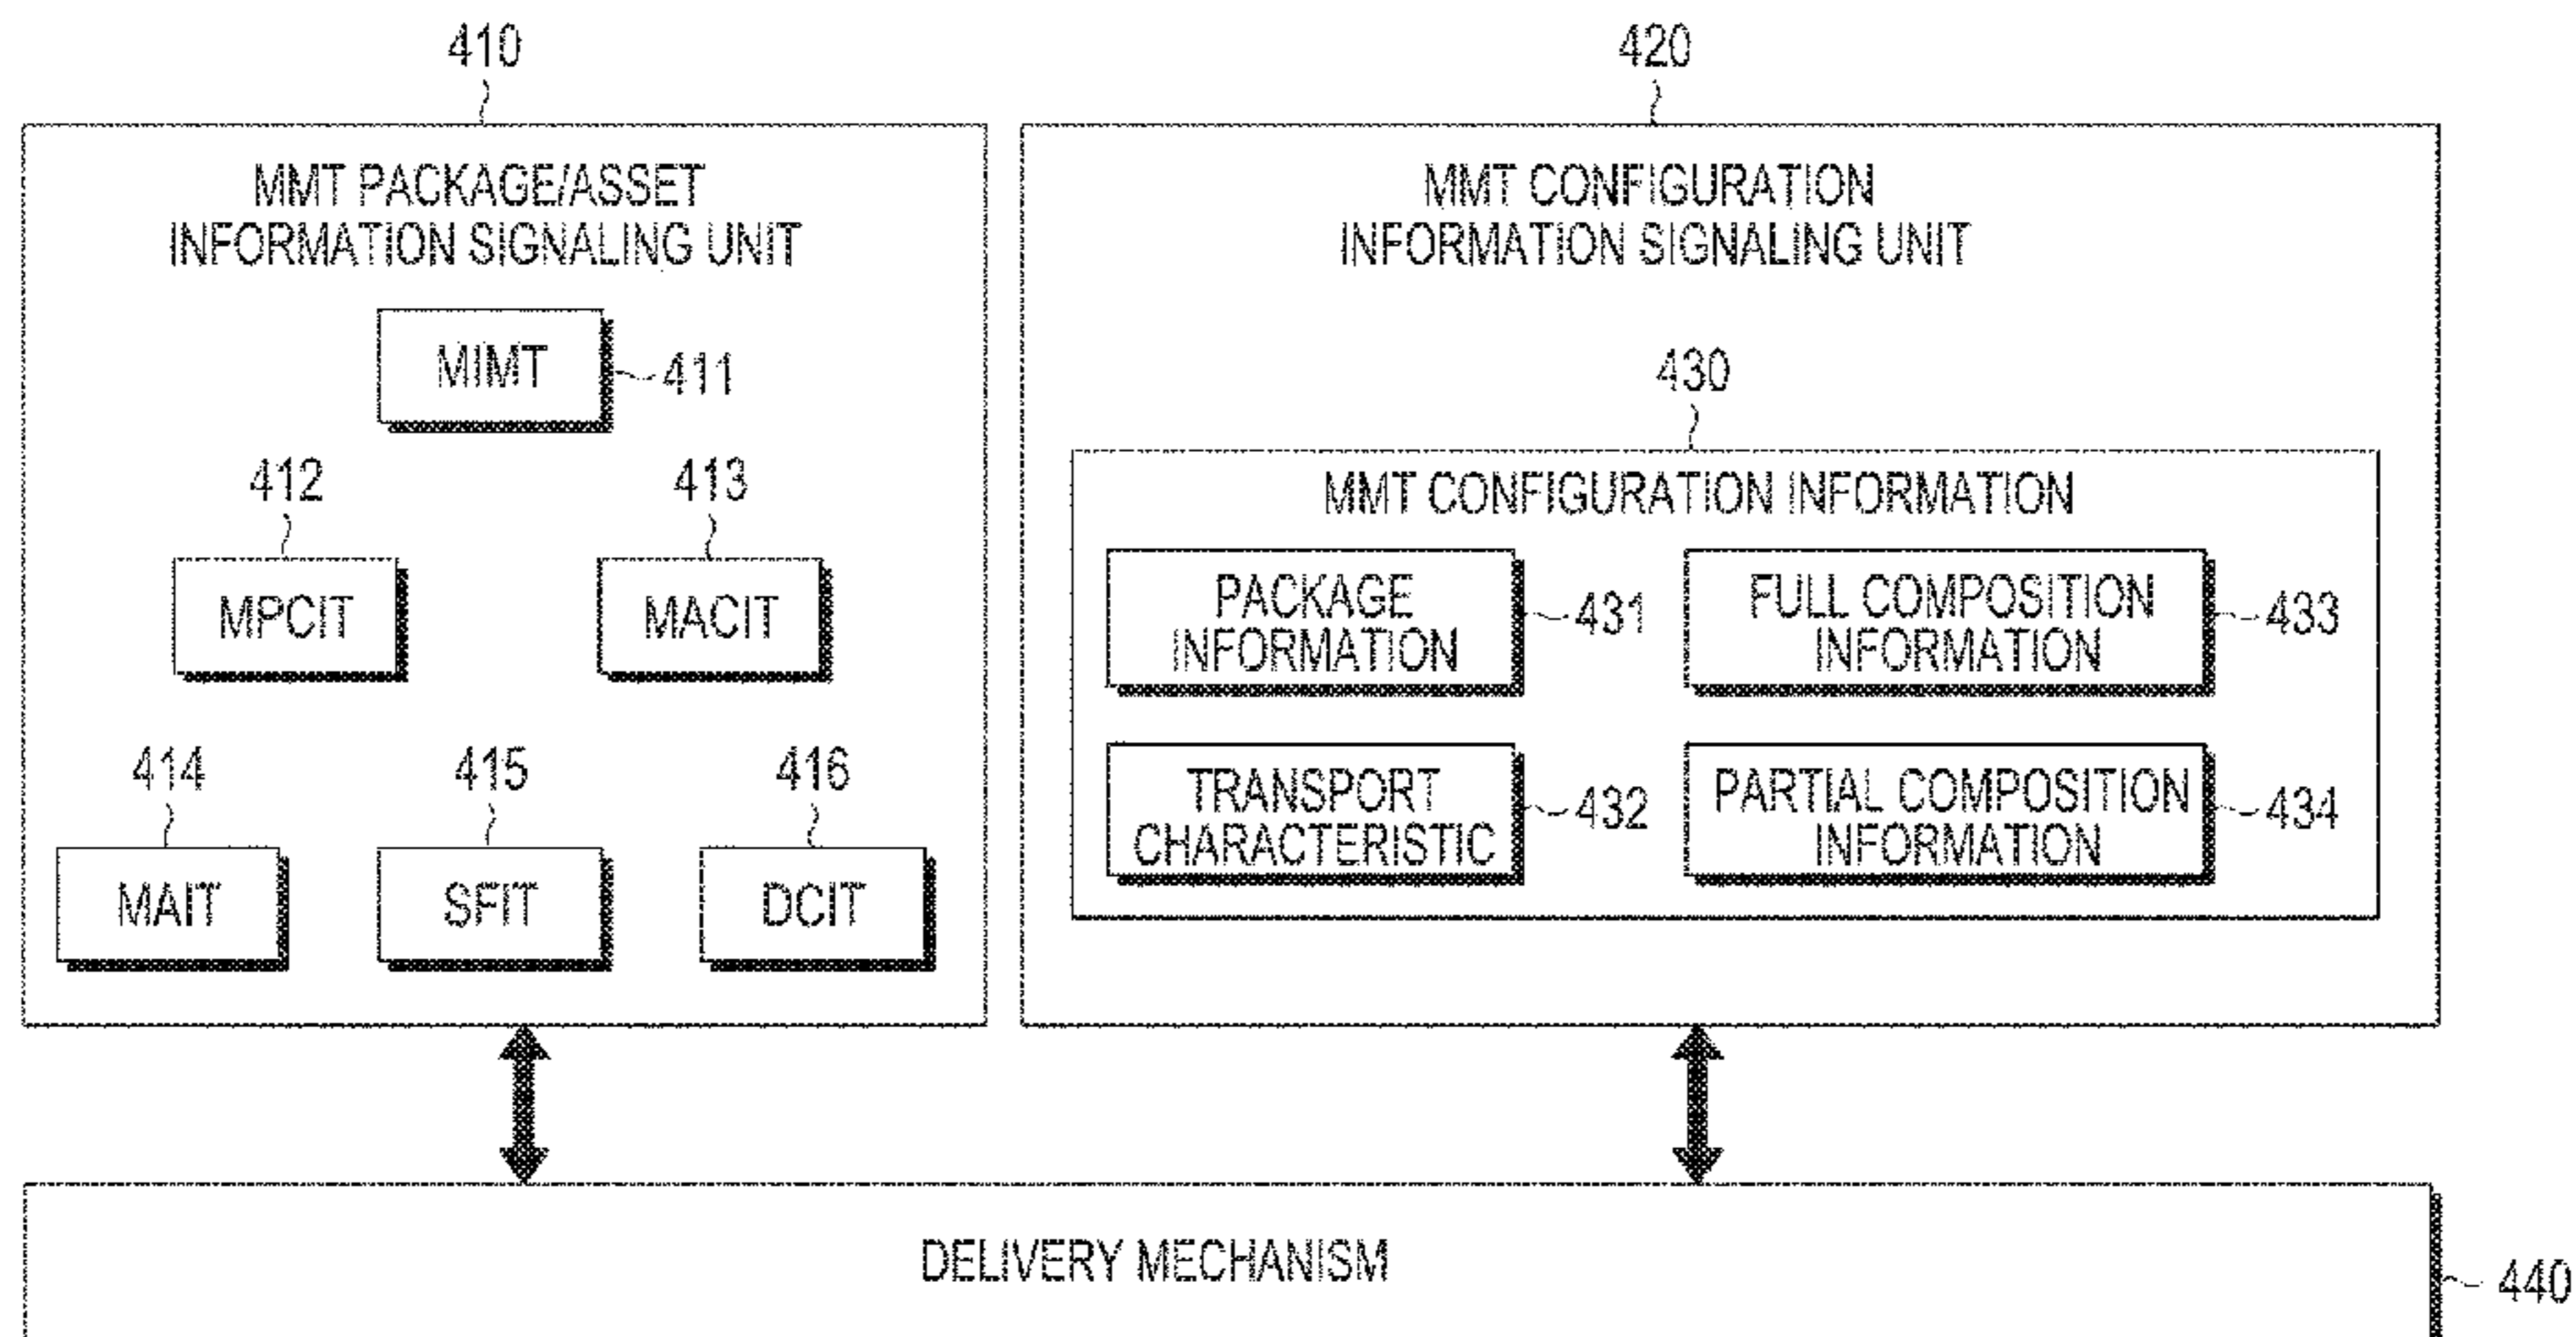 410
420
MMT PACKAGE/ASSET
INFORMATION SIGNALING UNIT
MIMT
411
412
413
MPCIT
MACIT
414
415
416
MAIT
SFIT
DCIT
MMT CONFIGURATION
INFORMATION SIGNALING UNIT
430
MMT CONFIGURATION INFORMATION
PACKAGE
INFORMATION
431
FULL COMPOSITION
INFORMATION
433
TRANSPORT
CHARACTERISTIC
432
PARTIAL COMPOSITION
INFORMATION
434
DELIVERY MECHANISM
440